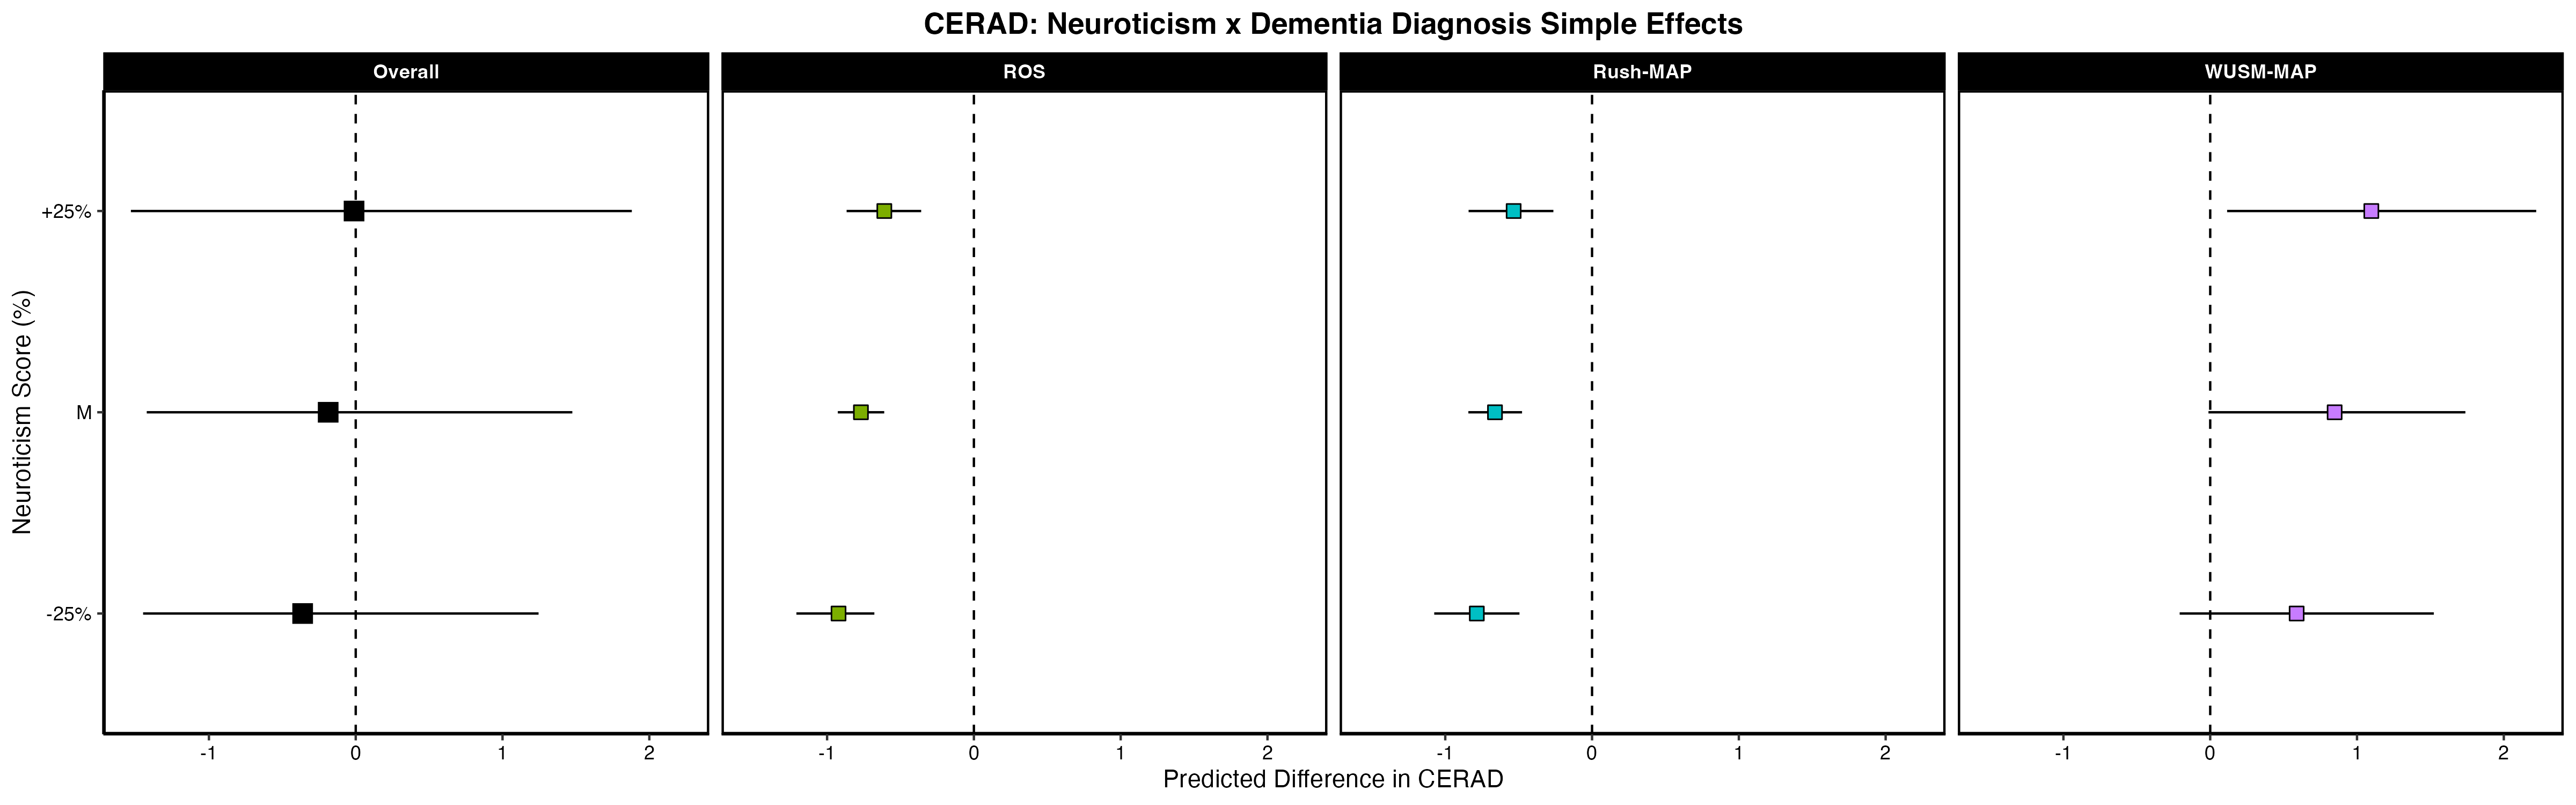 CERAD: Neuroticism x Dementia Diagnosis Simple Effects
Overall
ROS
Rush-MAP
WUSM-MAP
Neuroticism Score (%)
+25%
M
-25%
-1 0 1 2
-1 0 1 2
-1 0 1 2
-1 0 1 2
Predicted Difference in CERAD